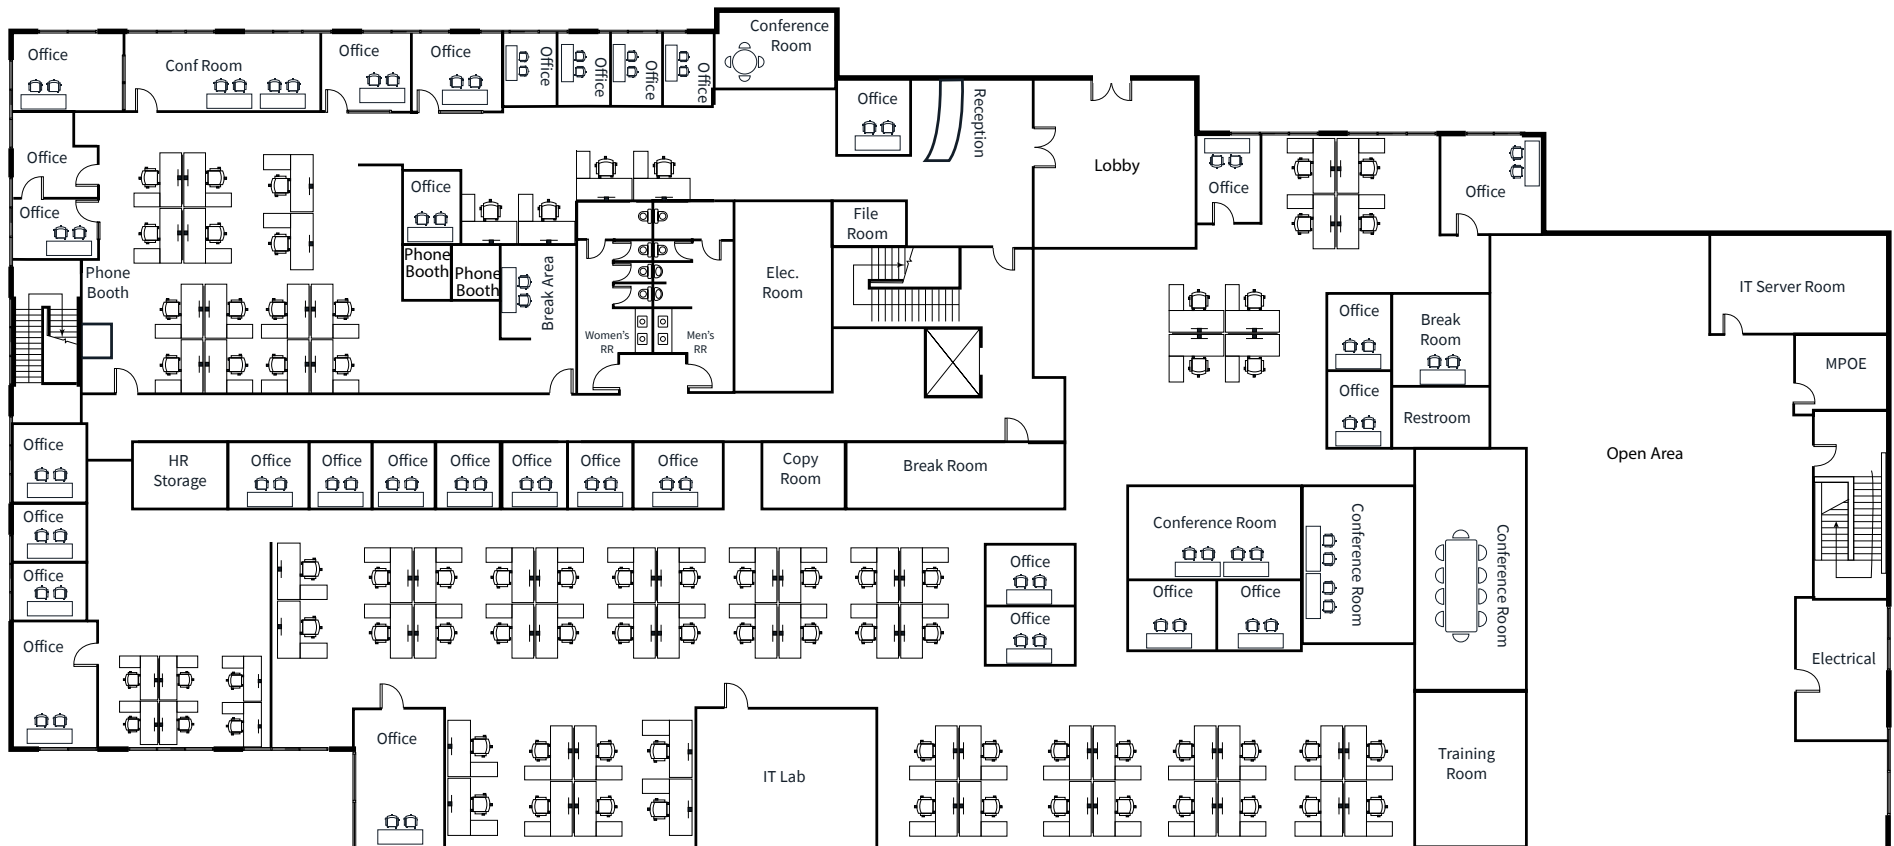 Conference
Room
Office
Conf Room
Office
Office
Office
Office
Office
Office
Office
Reception
Lobby
Office
Office
Office
Office
Office
Office
File
Room
Phone
Booth
Phone
Booth
Phone
Booth
Break Area
Elec.
Room
Women's
RR
Men's
RR
IT Server Room
Office
Break
Room
MPOE
Office
Restroom
Office
HR
Storage
Office
Office
Office
Office
Office
Office
Office
Copy
Room
Break Room
Open Area
Office
Office
Office
Conference Room
Conference Room
Conference Room
Office
Office
Office
Office
Office
Electrical
Office
IT Lab
Training
Room